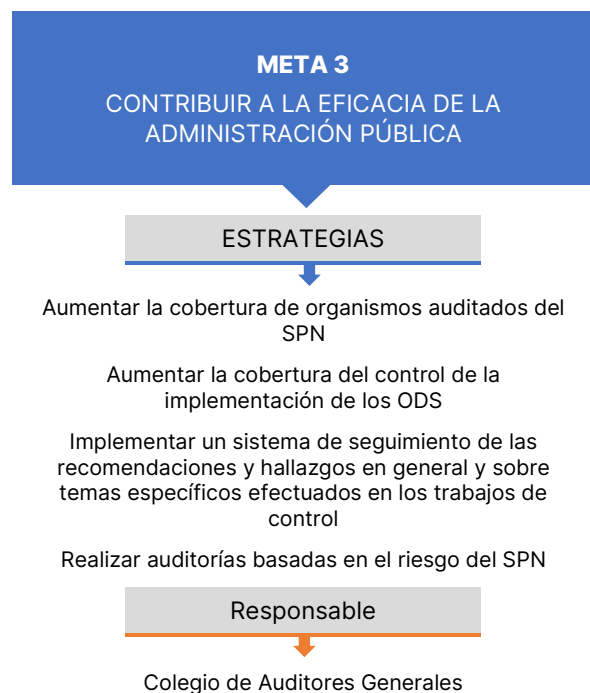 META 3
CONTRIBUIR A LA EFICACIA DE LA
ADMINISTRACIÓN PÚBLICA
ESTRATEGIAS
Aumentar la cobertura de organismos auditados del
SPN
Aumentar la cobertura del control de la
implementación de los ODS
Implementar un sistema de seguimiento de las
recomendaciones y hallazgos en general y sobre
temas específicos efectuados en los trabajos de
control
Realizar auditorías basadas en el riesgo del SPN
Responsable
Colegio de Auditores Generales